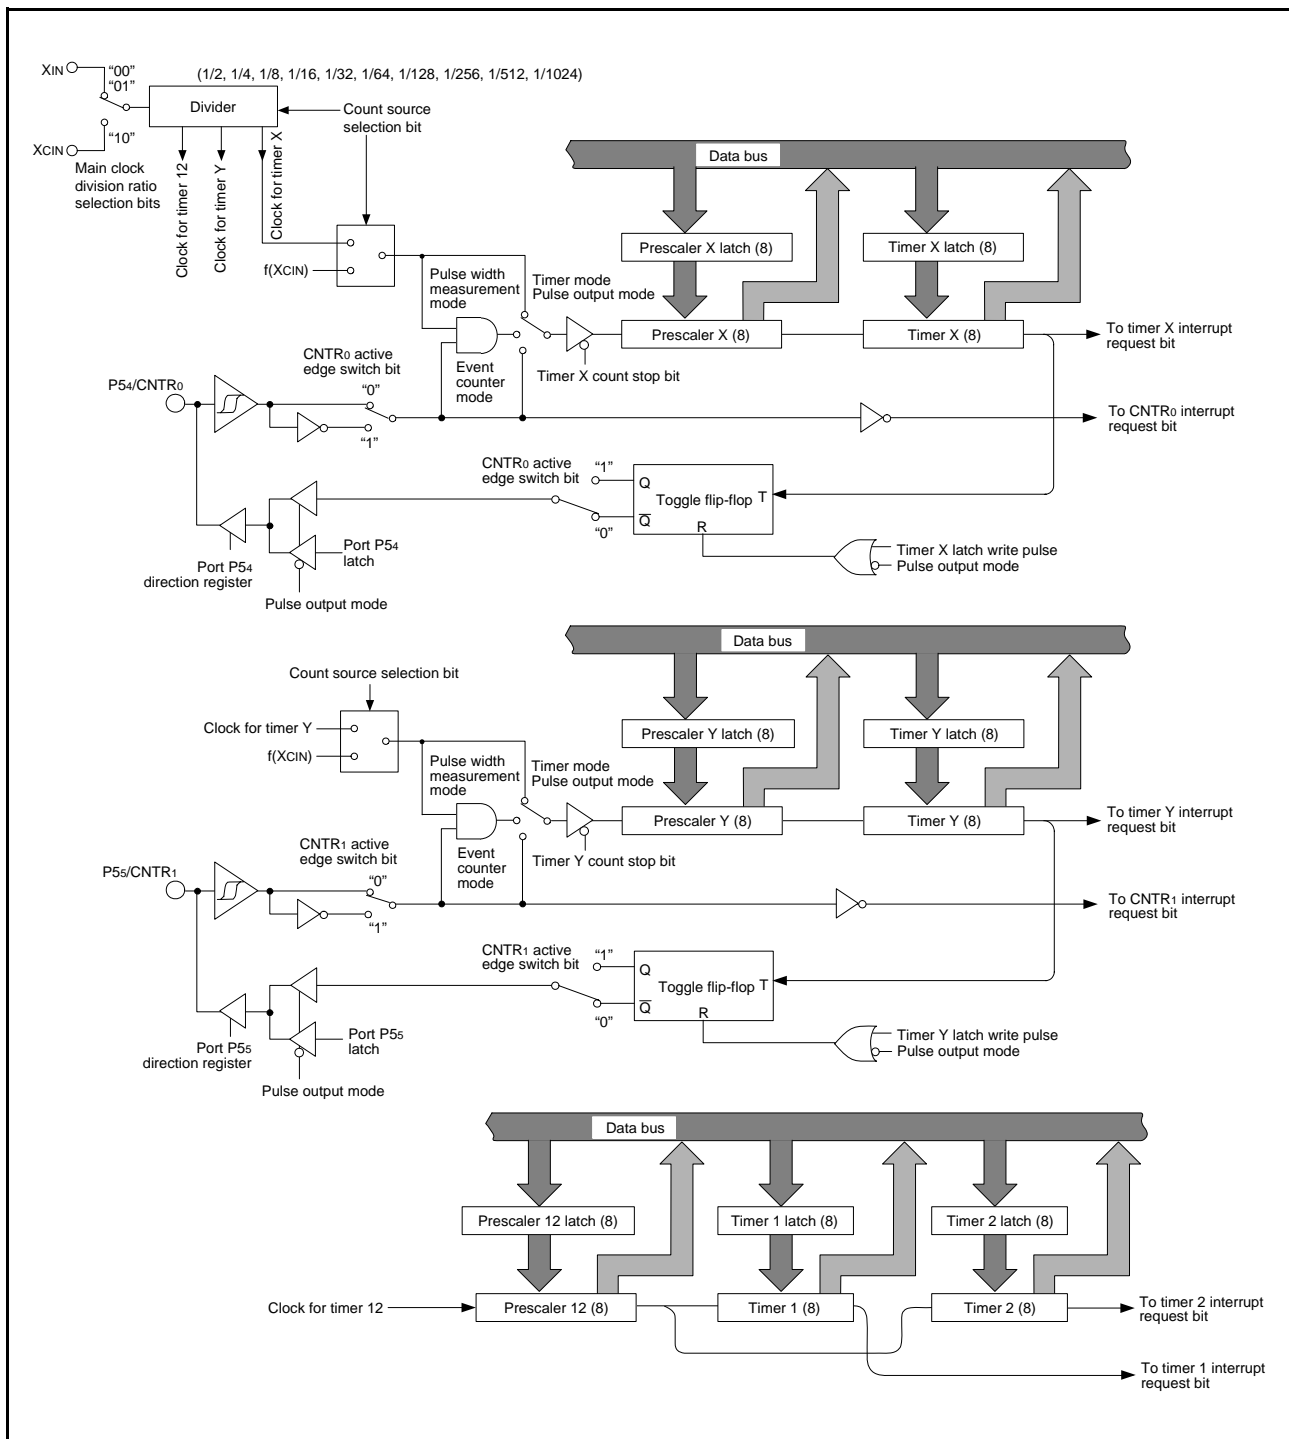 XIN
"00"
"01"
(1/2, 1/4, 1/8, 1/16, 1/32, 1/64, 1/128, 1/256, 1/512, 1/1024)
Divider
Count source
selection bit
XCIN
"10"
Main clock
division ratio
selection bits
Clock for timer 12
Clock for timer Y
Clock for timer X
f(XCIN)
Data bus
Prescaler X latch (8)
Timer X latch (8)
Pulse width
measurement
mode
Timer mode
Pulse output mode
Prescaler X (8)
Timer X (8)
To timer X interrupt
request bit
CNTR0 active
edge switch bit
Event
counter
mode
Timer X count stop bit
P54/CNTR0
"0"
"1"
To CNTR0 interrupt
request bit
CNTR0 active
edge switch bit
"1"
Q
Toggle flip-flop
T
Q
R
"0"
Port P54
latch
Port P54
direction register
Pulse output mode
Timer X latch write pulse
Pulse output mode
Data bus
Count source selection bit
Clock for timer Y
f(XCIN)
Prescaler Y latch (8)
Timer Y latch (8)
Pulse width
measurement
mode
Timer mode
Pulse output mode
Prescaler Y (8)
Timer Y (8)
To timer Y interrupt
request bit
CNTR1 active
edge switch bit
Event
counter
mode
Timer Y count stop bit
P55/CNTR1
"0"
"1"
To CNTR1 interrupt
request bit
CNTR1 active
edge switch bit
"1"
Q
Toggle flip-flop
T
Q
R
"0"
Port P55
latch
Port P55
direction register
Pulse output mode
Timer Y latch write pulse
Pulse output mode
Data bus
Prescaler 12 latch (8)
Timer 1 latch (8)
Timer 2 latch (8)
Clock for timer 12
Prescaler 12 (8)
Timer 1 (8)
Timer 2 (8)
To timer 2 interrupt
request bit
To timer 1 interrupt
request bit